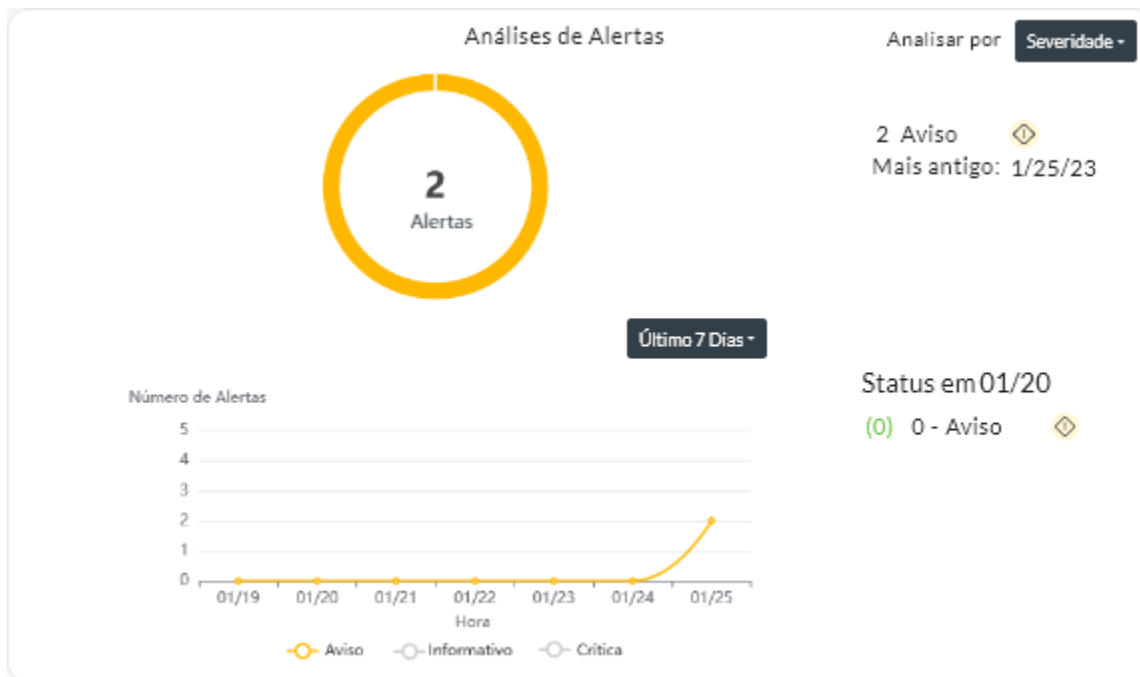 Análises de Alertas
Analisar por Severidade
2 Aviso
Mais antigo: 1/25/23
2
Alertas
Último 7 Dias
Status em 01/20
(0) 0 - Aviso
Número de Alertas
5
4
3
2
1
0
01/19 01/20 01/21 01/22 01/23 01/24 01/25
Hora
Aviso Informativo Crítica